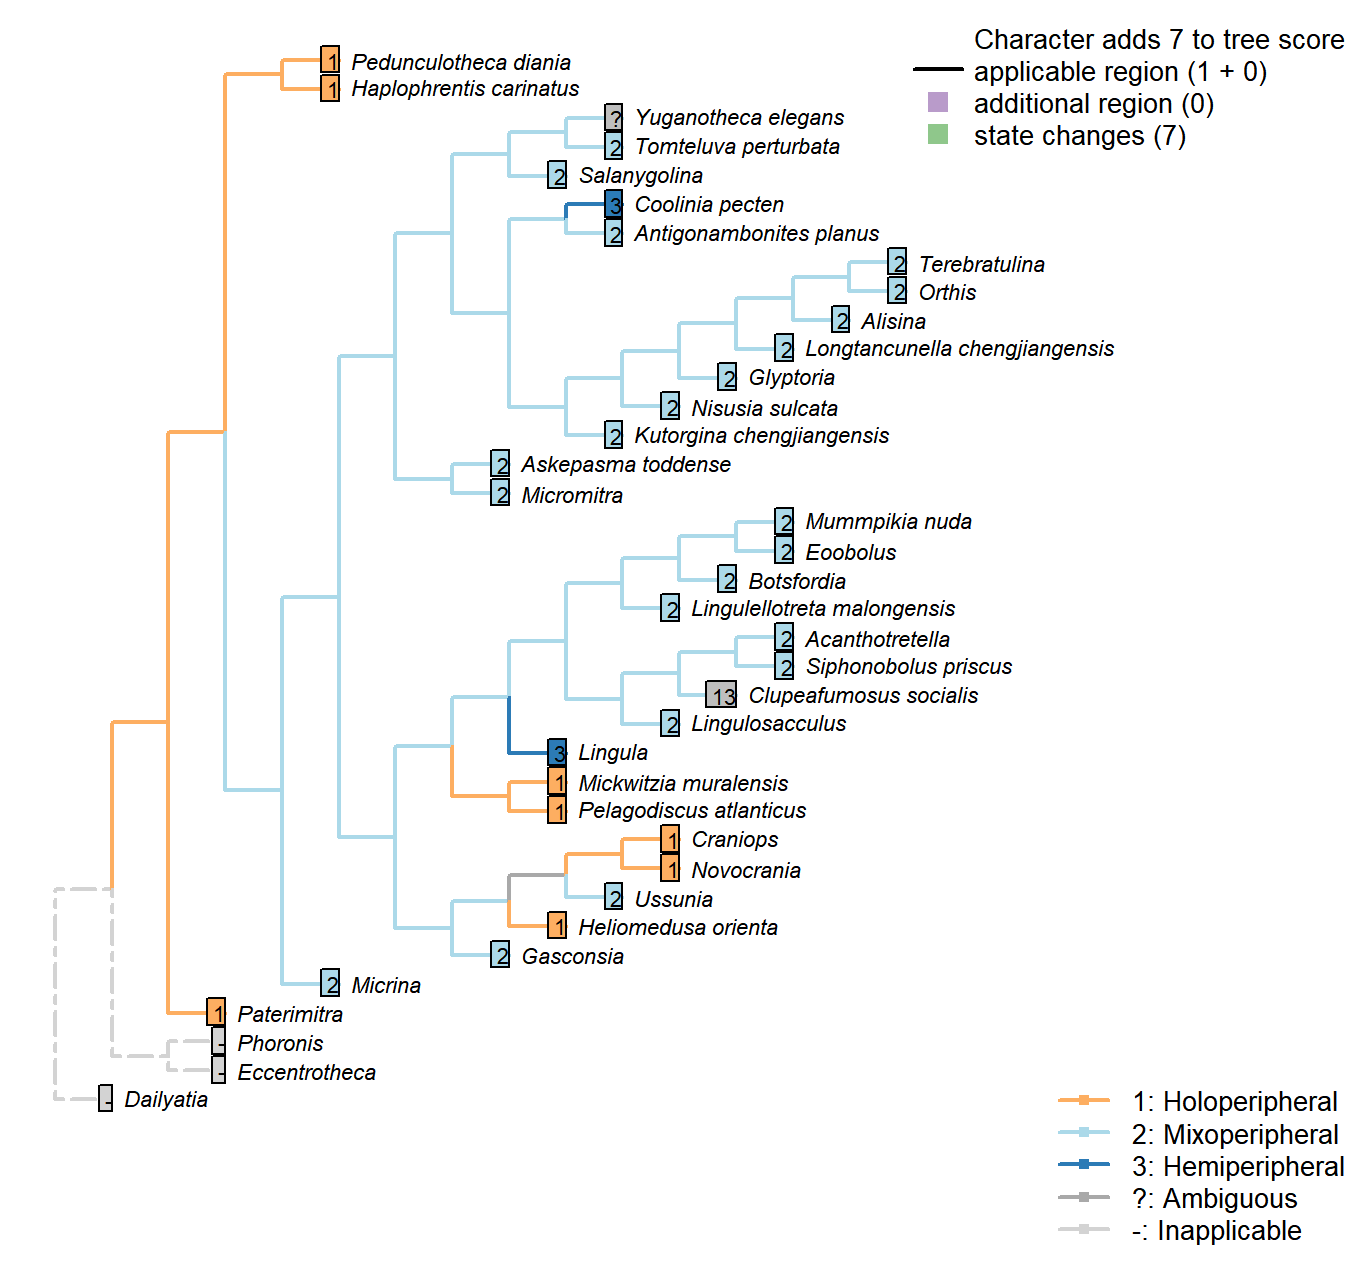 Character adds 7 to tree score
applicable region (1 + 0)
additional region (0)
state changes (7)
1 Pedunculotheca diania
1 Haplophrentis carinatus
? Yuganotheca elegans
2 Tomteluva perturbata
2 Salanygolina
3 Coolinia pecten
2 Antigonambonites planus
2 Terebratulina
2 Orthis
2 Alisina
2 Longtancunella chengjiangensis
2 Glyptoria
2 Nisusia sulcata
2 Kutorgina chengjiangensis
2 Askepasma toddense
2 Micromitra
2 Mummpikia nuda
2 Eoobolus
2 Botsfordia
2 Lingulellotreta malongensis
2 Acanthotretella
2 Siphonobolus priscus
13 Clupeafumosus socialis
2 Lingulosacculus
3 Lingula
1 Mickwitzia muralensis
1 Pelagodiscus atlanticus
1 Craniops
1 Novocrania
2 Ussunia
1 Heliomedusa orienta
2 Gasconsia
2 Micrina
1 Paterimitra
- Phoronis
- Eccentrotheca
- Dailyatia
1: Holoperipheral
2: Mixoperipheral
3: Hemiperipheral
?: Ambiguous
-: Inapplicable